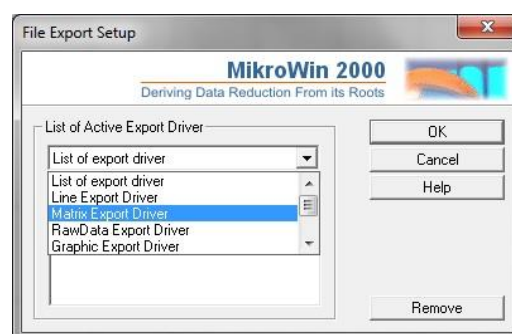 File Export Setup
MikroWin 2000
Deriving Data Reduction From its Roots
List of Active Export Driver
List of export driver
List of export driver
Line Export Driver
Matrix Export Driver
RawData Export Driver
Graphic Export Driver
OK
Cancel
Help
Remove